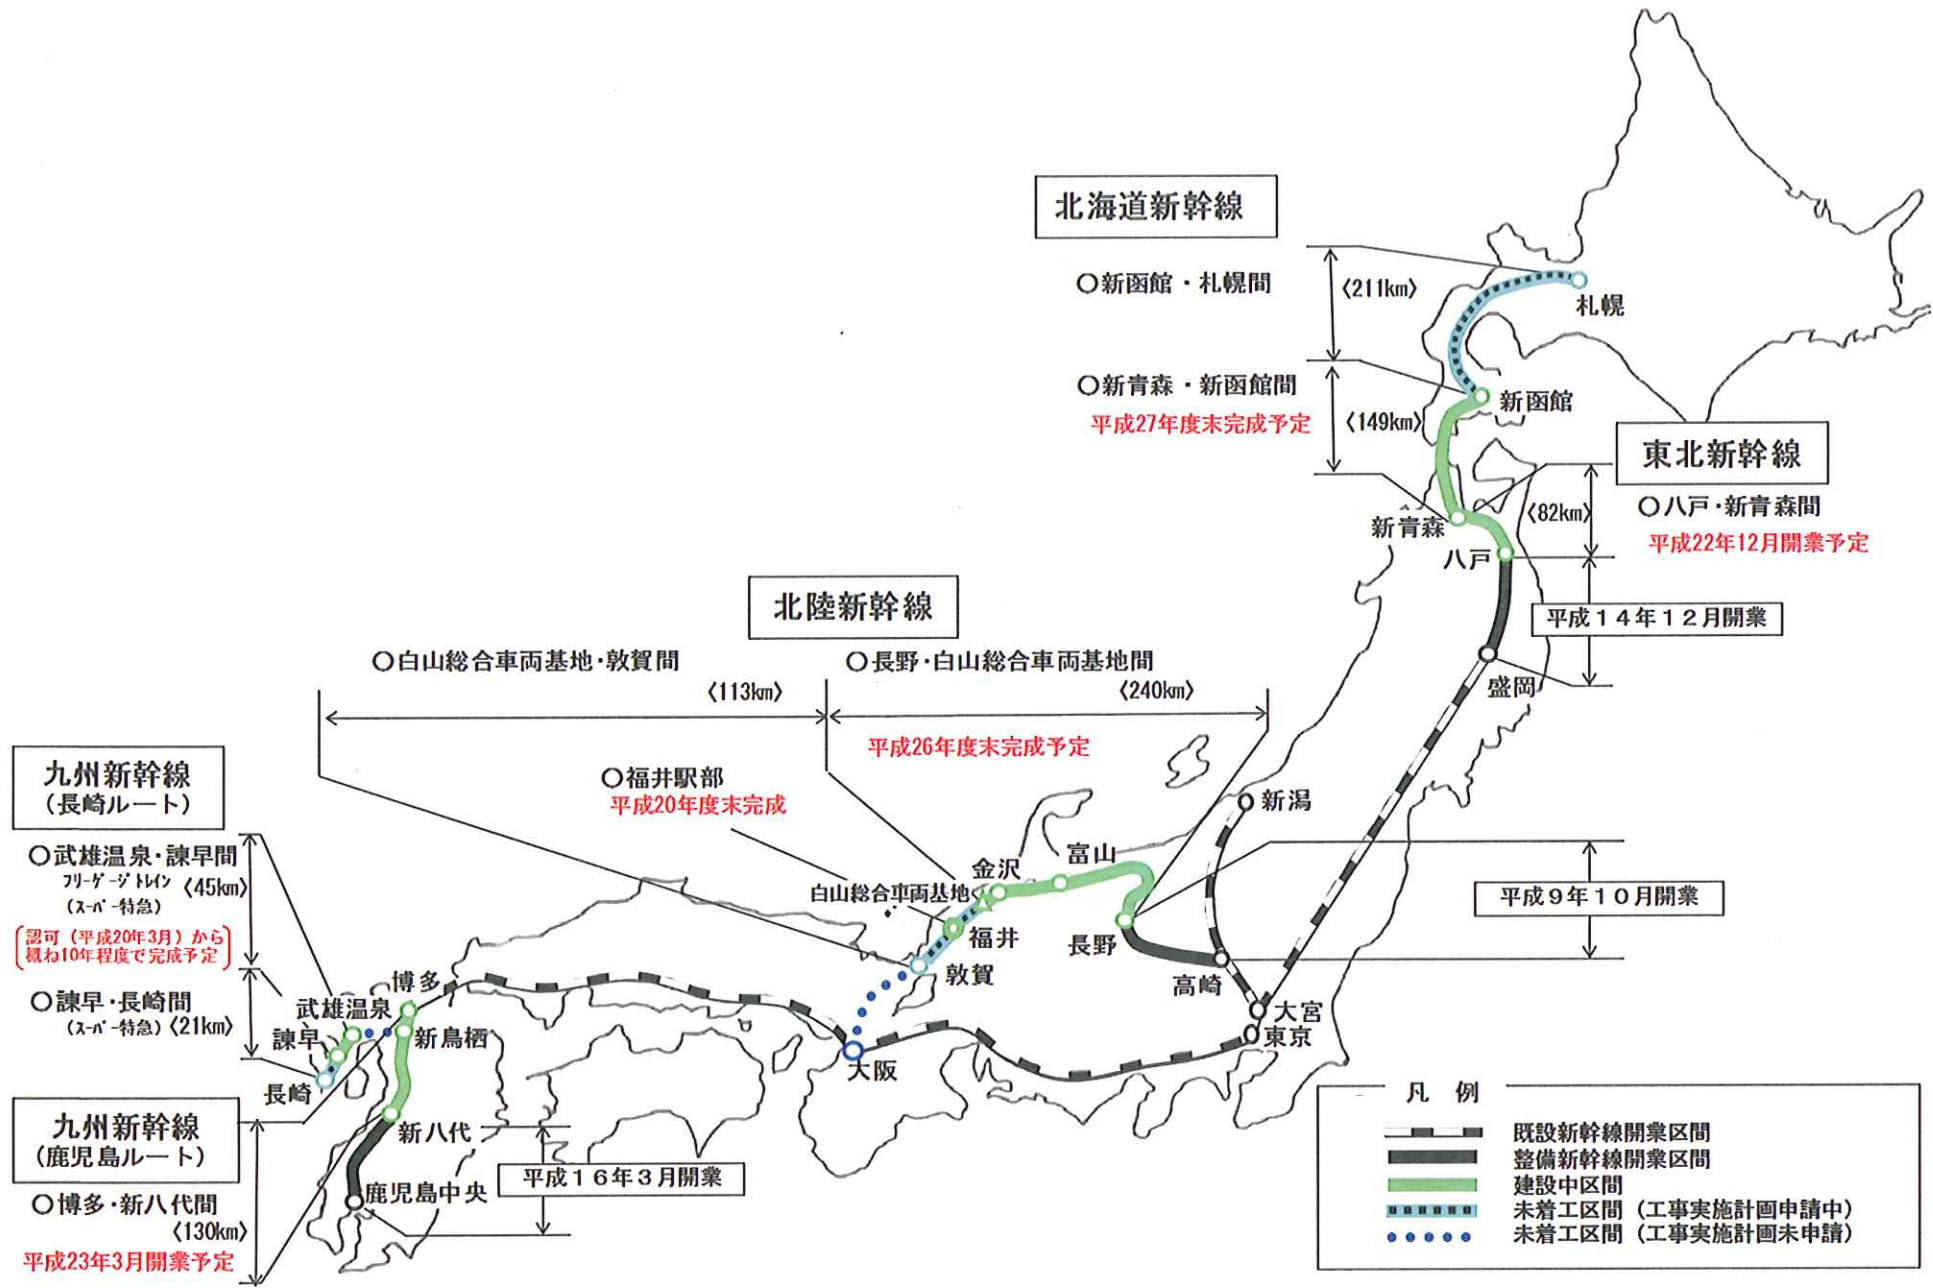 北海道新幹線
○新函館・札幌間
〈211km〉
札幌
○新青森・新函館間
平成27年度末完成予定
〈149km〉
新函館
東北新幹線
○八戸・新青森間
平成22年12月開業予定
〈82km〉
新青森
八戸
平成14年12月開業
盛岡
北陸新幹線
○白山総合車両基地・敦賀間
〈113km〉
○長野・白山総合車両基地間
〈240km〉
平成26年度末完成予定
○福井駅部
平成20年度末完成
新潟
富山
金沢
白山総合車両基地
福井
敦賀
長野
高崎
平成9年10月開業
大宮
東京
大阪
九州新幹線
(長崎ルート)
○武雄温泉・諫早間
フリーゲージトレイン
〈45km〉
(スーパー特急)
認可(平成20年3月)から
概ね10年程度で完成予定
○諫早・長崎間
(スーパー特急)〈21km〉
博多
武雄温泉
新鳥栖
諫早
長崎
九州新幹線
(鹿児島ルート)
○博多・新八代間
〈130km〉
平成23年3月開業予定
新八代
平成16年3月開業
鹿児島中央
凡 例
既設新幹線開業区間
整備新幹線開業区間
建設中区間
未着工区間(工事実施計画申請中)
未着工区間(工事実施計画未申請)